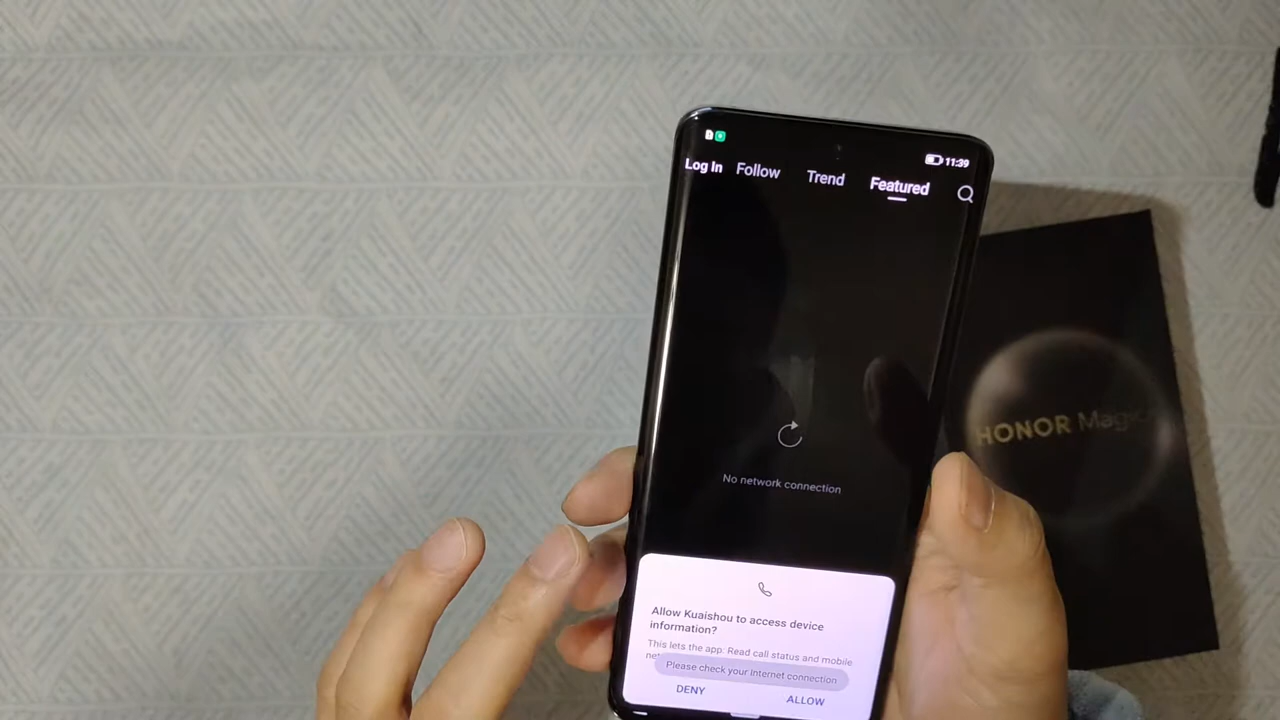 11:39
Log In Follow Trend Featured
No network connection
Allow Kuaishou to access device
information?
This lets the app: Read call status and mobile
Please check your Internet connection
DENY ALLOW
HONOR Magic